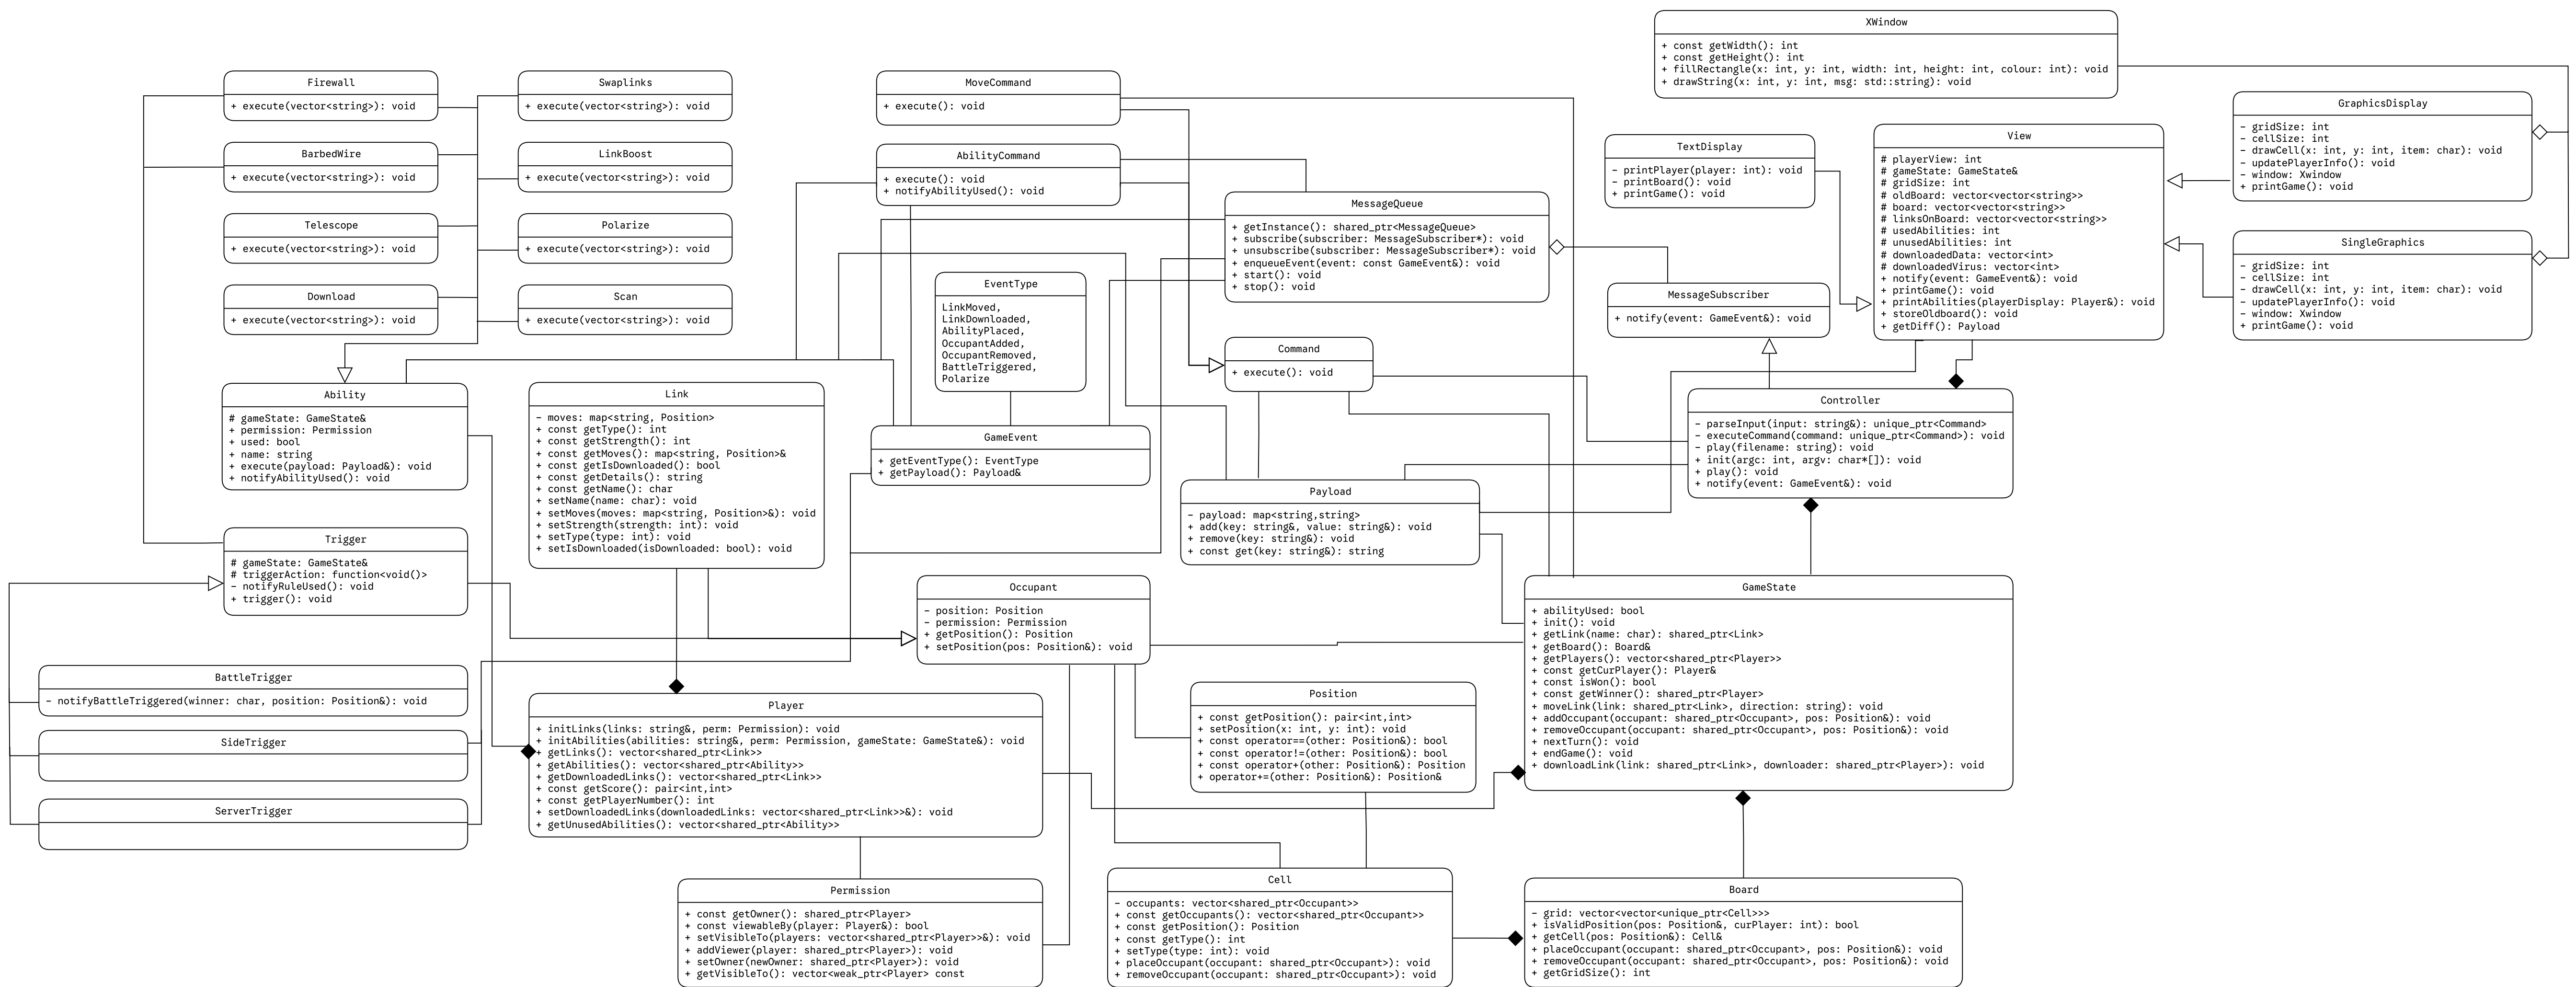 XWindow
+ const getWidth(): int
+ const getHeight(): int
+ fillRectangle(x: int, y: int, width: int, height: int, colour: int): void
+ drawString(x: int, y: int, msg: std::string): void
Firewall
+ execute(vector<string>): void
Swaplinks
+ execute(vector<string>): void
BarbedWire
+ execute(vector<string>): void
LinkBoost
+ execute(vector<string>): void
Telescope
+ execute(vector<string>): void
Polarize
+ execute(vector<string>): void
Download
+ execute(vector<string>): void
Scan
+ execute(vector<string>): void
MoveCommand
+ execute(): void
AbilityCommand
+ execute(): void
+ notifyAbilityUsed(): void
MessageQueue
+ getInstance(): shared_ptr<MessageQueue>
+ subscribe(subscriber: MessageSubscriber*): void
+ unsubscribe(subscriber: MessageSubscriber*): void
+ enqueueEvent(event: const GameEvent&): void
+ start(): void
+ stop(): void
TextDisplay
- printPlayer(player: int): void
- printBoard(): void
+ printGame(): void
View
# playerView: int
# gameState: GameState&
# gridSize: int
# oldBoard: vector<vector<string>>
# board: vector<vector<string>>
# linksOnBoard: vector<vector<string>>
# usedAbilities: int
# unusedAbilities: int
# downloadedData: vector<int>
# downloadedVirus: vector<int>
+ notify(event: GameEvent&): void
+ printGame(): void
+ printAbilities(playerDisplay: Player&): void
+ storeOldboard(): void
+ getDiff(): Payload
GraphicsDisplay
- gridSize: int
- cellSize: int
- drawCell(x: int, y: int, item: char): void
- updatePlayerInfo(): void
- window: Xwindow
+ printGame(): void
SingleGraphics
- gridSize: int
- cellSize: int
- drawCell(x: int, y: int, item: char): void
- updatePlayerInfo(): void
- window: Xwindow
+ printGame(): void
EventType
LinkMoved,
LinkDownloaded,
AbilityPlaced,
OccupantAdded,
OccupantRemoved,
BattleTriggered,
Polarize
MessageSubscriber
+ notify(event: GameEvent&): void
Command
+ execute(): void
Ability
# gameState: GameState&
+ permission: Permission
+ used: bool
+ name: string
+ execute(payload: Payload&): void
+ notifyAbilityUsed(): void
Link
- moves: map<string, Position>
+ const getType(): int
+ const getStrength(): int
+ const getMoves(): map<string, Position>&
+ const getIsDownloaded(): bool
+ const getDetails(): string
+ const getName(): char
+ setName(name: char): void
+ setMoves(moves: map<string, Position>&): void
+ setStrength(strength: int): void
+ setType(type: int): void
+ setIsDownloaded(isDownloaded: bool): void
GameEvent
+ getEventType(): EventType
+ getPayload(): Payload&
Controller
- parseInput(input: string&): unique_ptr<Command>
- executeCommand(command: unique_ptr<Command>): void
- play(filename: string): void
+ init(argc: int, argv: char*[]): void
+ play(): void
+ notify(event: GameEvent&): void
Payload
- payload: map<string,string>
+ add(key: string&, value: string&): void
+ remove(key: string&): void
+ const get(key: string&): string
Trigger
# gameState: GameState&
# triggerAction: function<void()>
- notifyRuleUsed(): void
+ trigger(): void
Occupant
- position: Position
- permission: Permission
+ getPosition(): Position
+ setPosition(pos: Position&): void
GameState
+ abilityUsed: bool
+ init(): void
+ getLink(name: char): shared_ptr<Link>
+ getBoard(): Board&
+ getPlayers(): vector<shared_ptr<Player>>
+ const getCurPlayer(): Player&
+ const isWon(): bool
+ const getWinner(): shared_ptr<Player>
+ moveLink(link: shared_ptr<Link>, direction: string): void
+ addOccupant(occupant: shared_ptr<Occupant>, pos: Position&): void
+ removeOccupant(occupant: shared_ptr<Occupant>, pos: Position&): void
+ nextTurn(): void
+ endGame(): void
+ downloadLink(link: shared_ptr<Link>, downloader: shared_ptr<Player>): void
BattleTrigger
- notifyBattleTriggered(winner: char, position: Position&): void
SideTrigger
ServerTrigger
Player
+ initLinks(links: string&, perm: Permission): void
+ initAbilities(abilities: string&, perm: Permission, gameState: GameState&): void
+ getLinks(): vector<shared_ptr<Link>>
+ getAbilities(): vector<shared_ptr<Ability>>
+ getDownloadedLinks(): vector<shared_ptr<Link>>
+ const getScore(): pair<int,int>
+ const getPlayerNumber(): int
+ setDownloadedLinks(downloadedLinks: vector<shared_ptr<Link>>&): void
+ getUnusedAbilities(): vector<shared_ptr<Ability>>
Position
+ const getPosition(): pair<int,int>
+ setPosition(x: int, y: int): void
+ const operator==(other: Position&): bool
+ const operator!=(other: Position&): bool
+ const operator+(other: Position&): Position
+ operator+=(other: Position&): Position&
Permission
+ const getOwner(): shared_ptr<Player>
+ const viewableBy(player: Player&): bool
+ setVisibleTo(players: vector<shared_ptr<Player>>&): void
+ addViewer(player: shared_ptr<Player>): void
+ setOwner(newOwner: shared_ptr<Player>): void
+ getVisibleTo(): vector<weak_ptr<Player> const
Cell
- occupants: vector<shared_ptr<Occupant>>
+ const getOccupants(): vector<shared_ptr<Occupant>>
+ const getPosition(): Position
+ const getType(): int
+ setType(type: int): void
+ placeOccupant(occupant: shared_ptr<Occupant>): void
+ removeOccupant(occupant: shared_ptr<Occupant>): void
Board
- grid: vector<vector<unique_ptr<Cell>>>
+ isValidPosition(pos: Position&, curPlayer: int): bool
+ getCell(pos: Position&): Cell&
+ placeOccupant(occupant: shared_ptr<Occupant>, pos: Position&): void
+ removeOccupant(occupant: shared_ptr<Occupant>, pos: Position&): void
+ getGridSize(): int